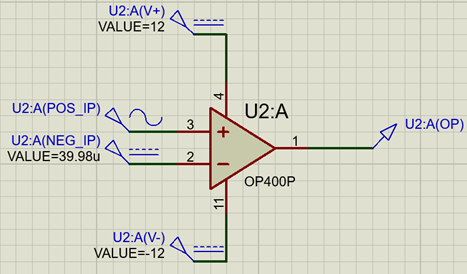 U2:A(V+)
VALUE=12
4
U2:A
U2:A(POS_IP)
3
+
U2:A(NEG_IP)
VALUE=39.98u
2
−
1
U2:A(OP)
OP400P
11
U2:A(V-)
VALUE=-12